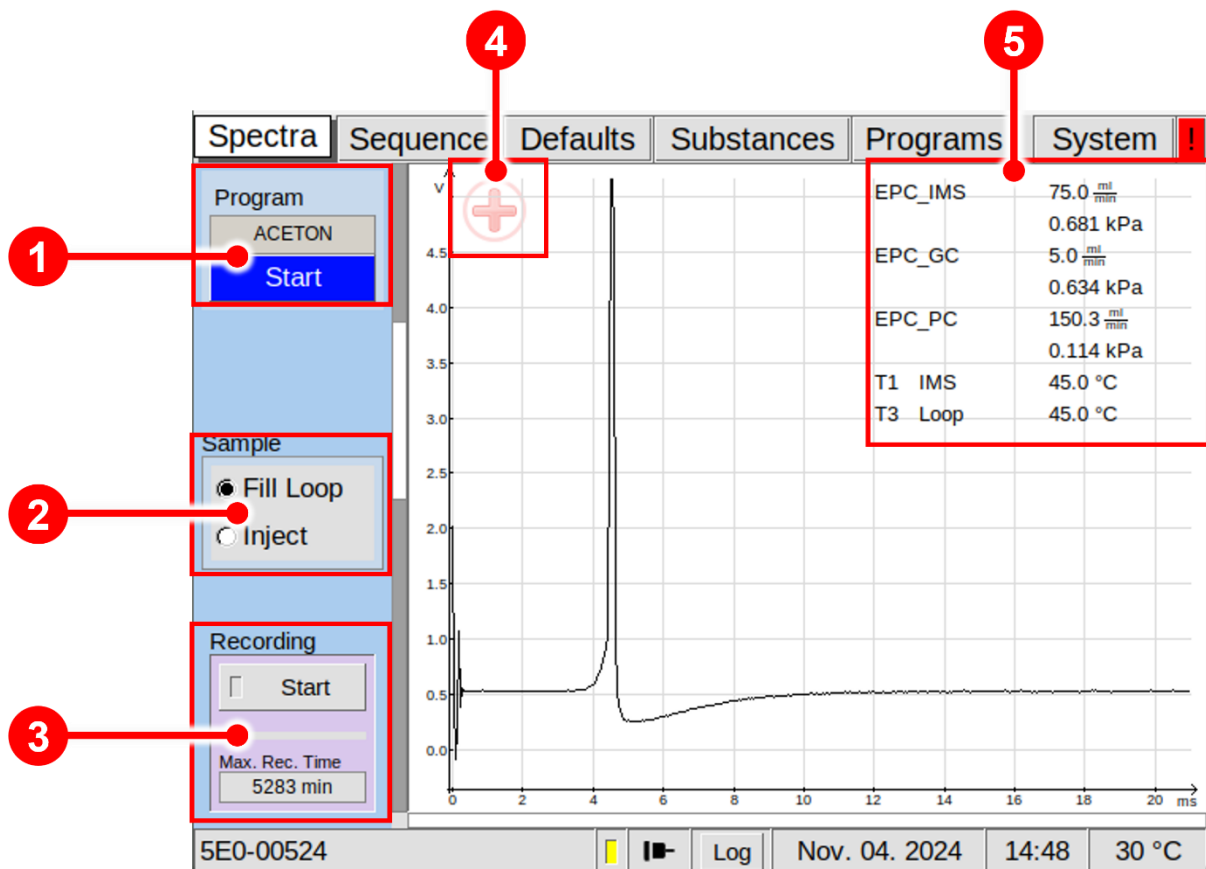 4
5
Spectra Sequence Defaults Substances Programs System !
1
Program
ACETON
Start
2
Sample
Fill Loop
Inject
3
Recording
Start
Max. Rec. Time
5283 min
V
4.5
4.0
3.5
3.0
2.5
2.0
1.5
1.0
0.5
0.0
0 2 4 6 8 10 12 14 16 18 20 ms
EPC_IMS 75.0 ml/min
0.681 kPa
EPC_GC 5.0 ml/min
0.634 kPa
EPC_PC 150.3 ml/min
0.114 kPa
T1 IMS 45.0 °C
T3 Loop 45.0 °C
5E0-00524 Log Nov. 04. 2024 14:48 30 °C